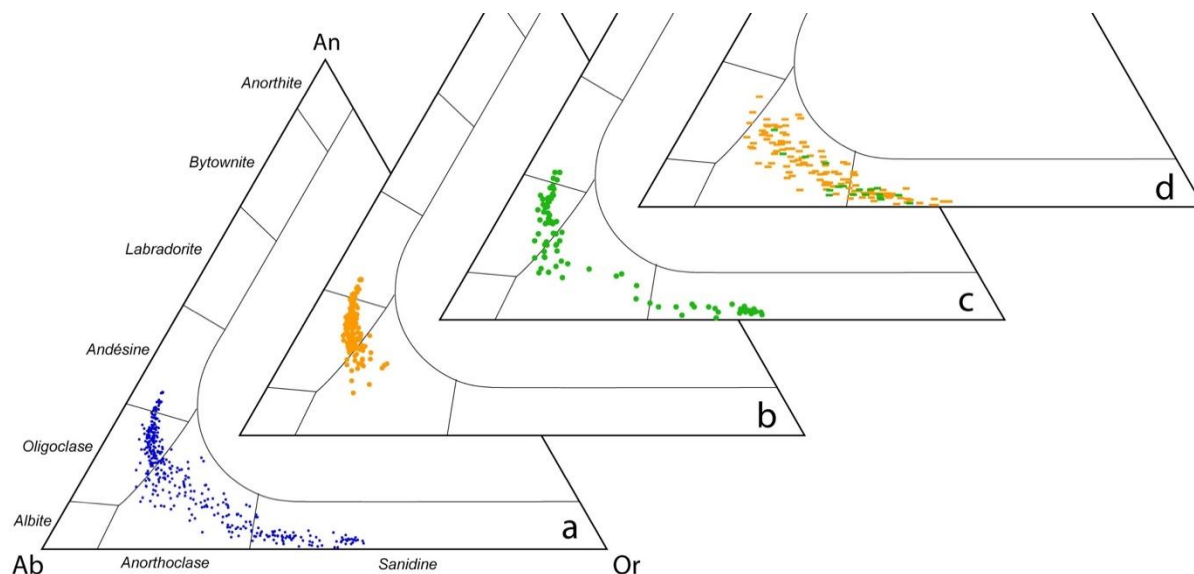 An
Anorthite
Bytownite
Labradorite
Andésine
Oligoclase
Albite
Ab
Anorthoclase
Sanidine
Or
a
b
c
d